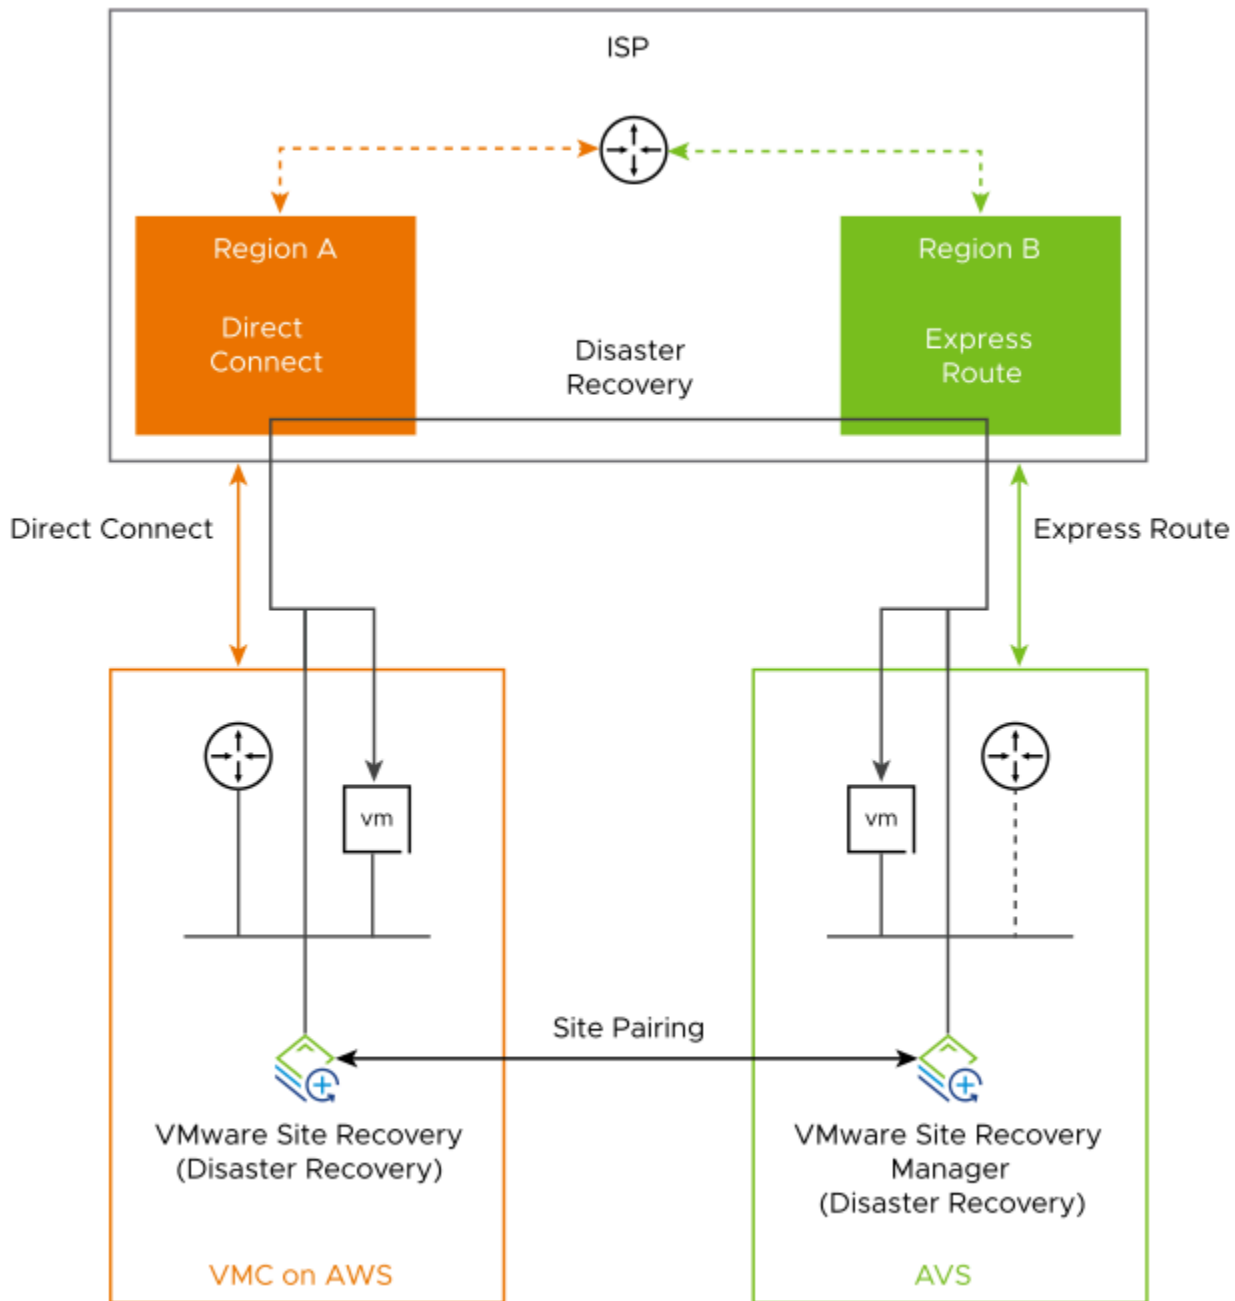 ISP
Region A
Region B
Direct
Connect
Express
Route
Disaster
Recovery
Direct Connect
Express Route
vm
vm
Site Pairing
VMware Site Recovery
(Disaster Recovery)
VMware Site Recovery
Manager
(Disaster Recovery)
VMC on AWS
AVS